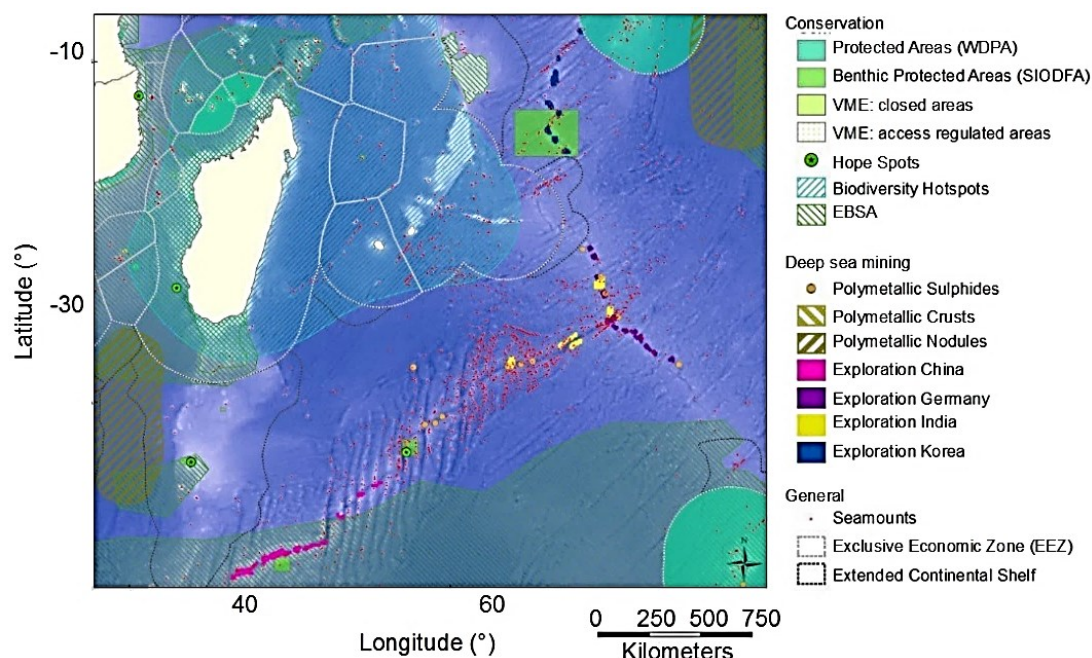 -10
-30
Latitude (°)
40
60
Longitude (°)
0 250 500 750
Kilometers
N
Conservation
Protected Areas (WDPA)
Benthic Protected Areas (SIODFA)
VME: closed areas
VME: access regulated areas
Hope Spots
Biodiversity Hotspots
EBSA
Deep sea mining
Polymetallic Sulphides
Polymetallic Crusts
Polymetallic Nodules
Exploration China
Exploration Germany
Exploration India
Exploration Korea
General
Seamounts
Exclusive Economic Zone (EEZ)
Extended Continental Shelf